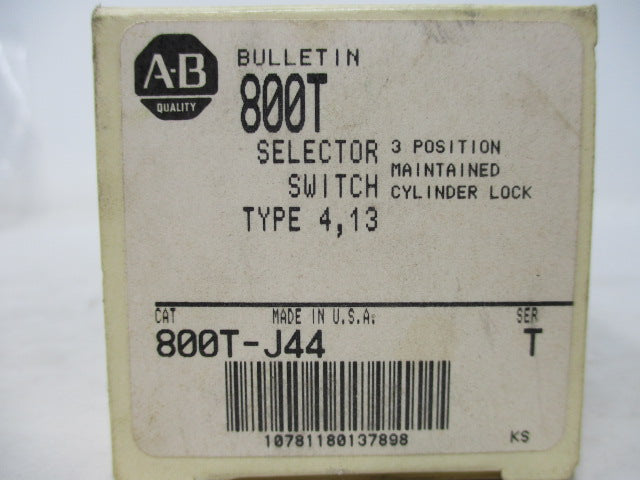 A-B
QUALITY
BULLETIN
800T
SELECTOR
SWITCH
TYPE 4,13
3 POSITION
MAINTAINED
CYLINDER LOCK
CAT
MADE IN U.S.A.
SER
800T-J44
T
10781180137898
KS